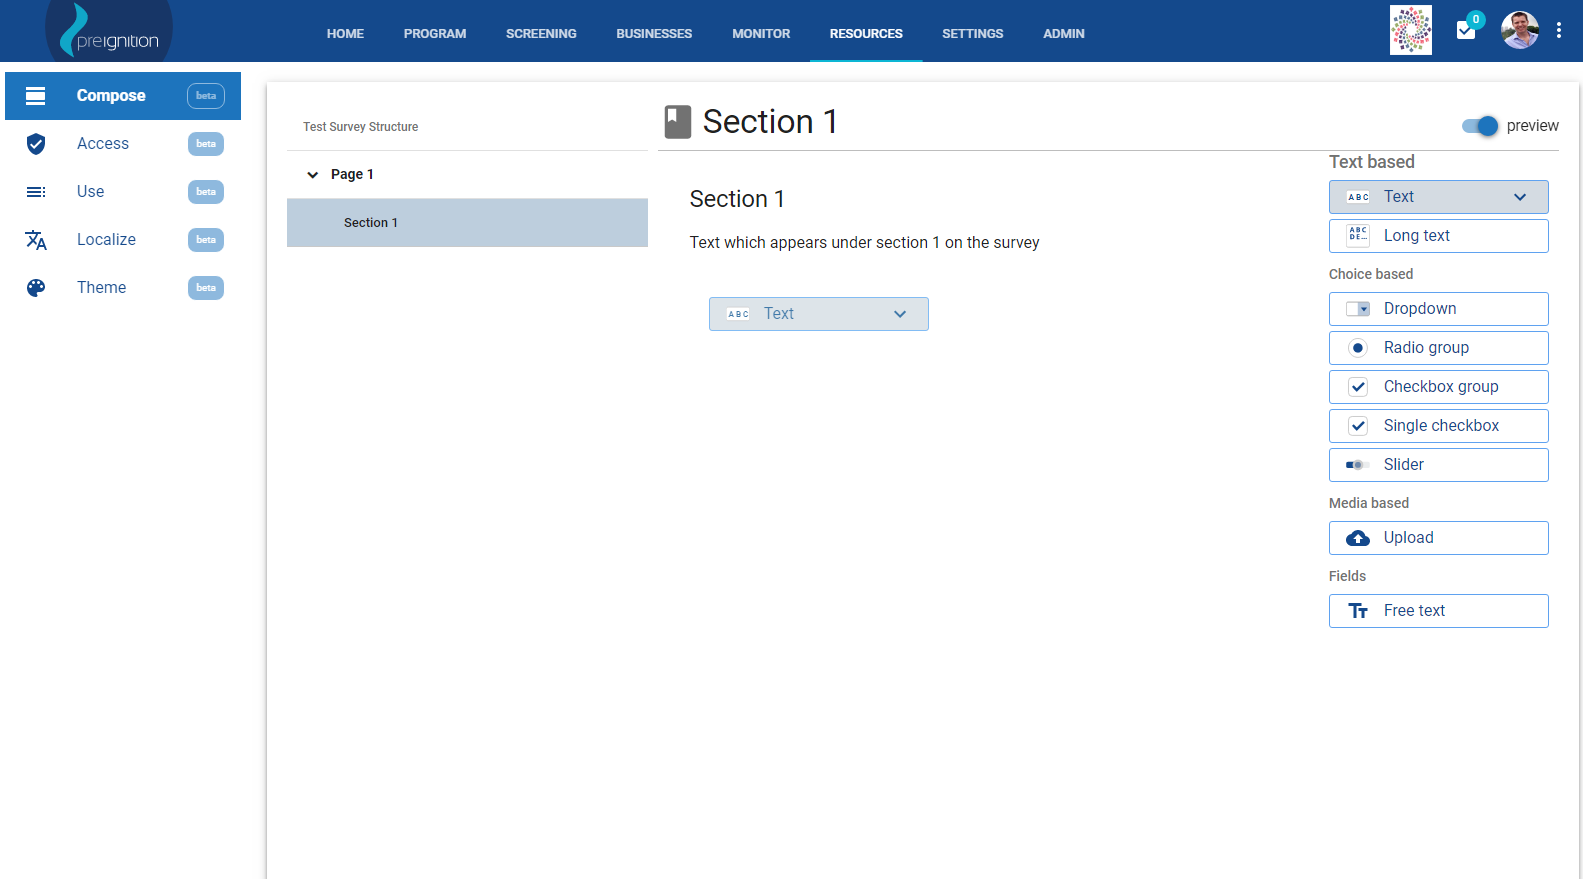 preignition
HOME PROGRAM SCREENING BUSINESSES MONITOR RESOURCES SETTINGS ADMIN
0
Compose beta
Access beta
Use beta
Localize beta
Theme beta
Test Survey Structure
Page 1
Section 1
Section 1
preview
Section 1
Text which appears under section 1 on the survey
ABC Text
Text based
ABC Text
ABC
DE...
Long text
Choice based
Dropdown
Radio group
Checkbox group
Single checkbox
Slider
Media based
Upload
Fields
Free text